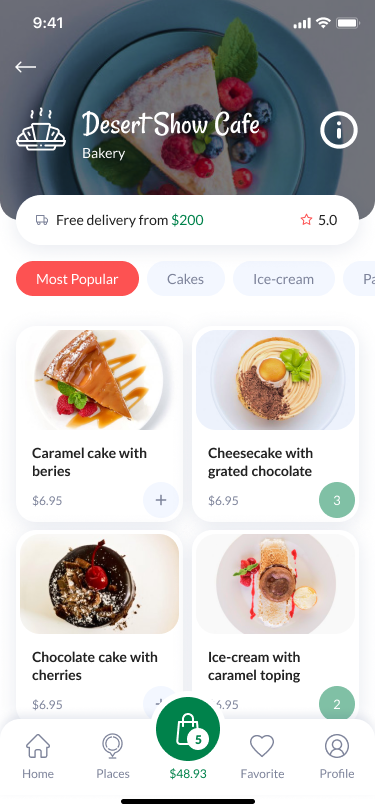 9:41
Desert Show Cafe
Bakery
Free delivery from $200
5.0
Most Popular
Cakes
Ice-cream
Pa
Caramel cake with
beries
$6.95
+
Cheesecake with
grated chocolate
$6.95
3
Chocolate cake with
cherries
$6.95
Ice-cream with
caramel toping
6.95
2
5
Home
Places
$48.93
Favorite
Profile